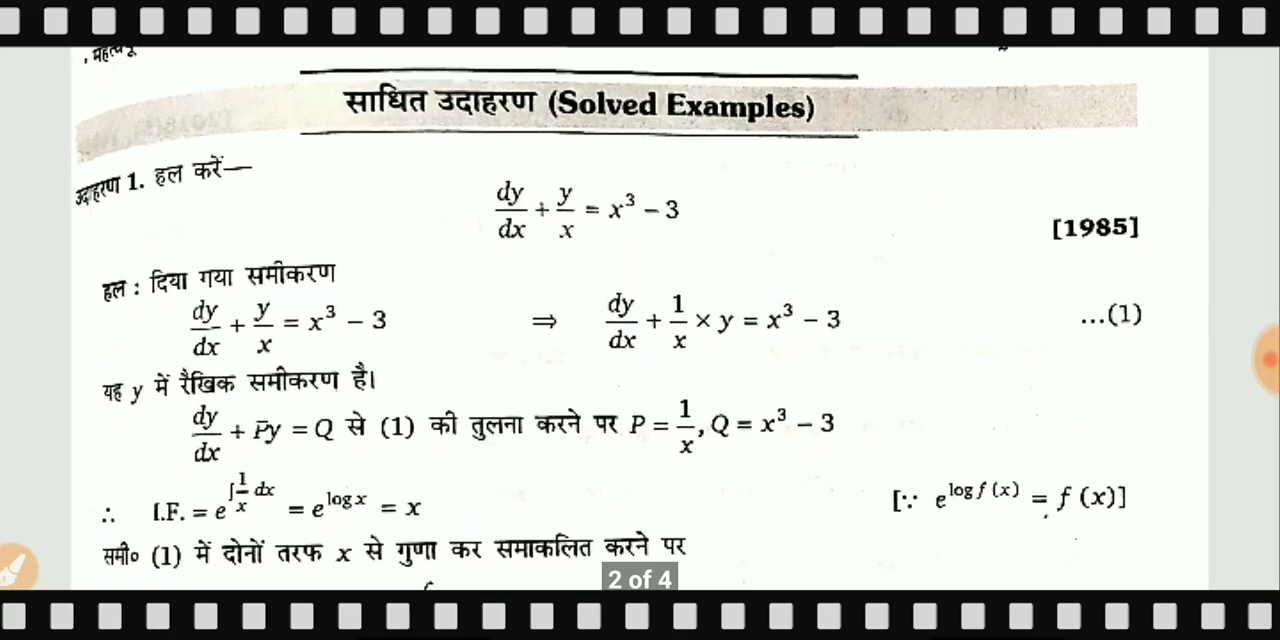 साधित उदाहरण (Solved Examples)
उदाहरण 1. हल करें—
dy/dx + y/x = x³ − 3
[1985]
हल : दिया गया समीकरण
dy/dx + y/x = x³ − 3 ⇒ dy/dx + 1/x × y = x³ − 3 ...(1)
यह y में रैखिक समीकरण है।
dy/dx + Py = Q से (1) की तुलना करने पर P = 1/x, Q = x³ − 3
∴ I.F. = e^∫1/x dx = e^log x = x [∵ e^log f(x) = f(x)]
समी० (1) में दोनों तरफ x से गुणा कर समाकलित करने पर
2 of 4